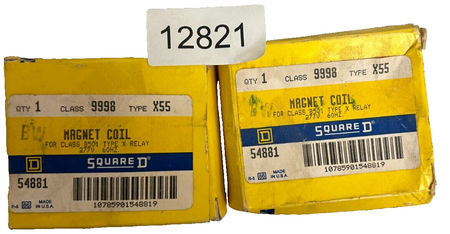 12821
QTY 1 CLASS 9998 TYPE X55
BW
MAGNET COIL
FOR CLASS 8501 TYPE X RELAY
277V 60HZ
D SQUARE D
54881
MADE
IN U.S.A.
10785901548819
QTY 1 CLASS 9998 TYPE X55
BW
MAGNET COIL
FOR CLASS 8501 TYPE X RELAY
277V 60HZ
D SQUARE D
54881
MADE
IN U.S.A.
10785901548819